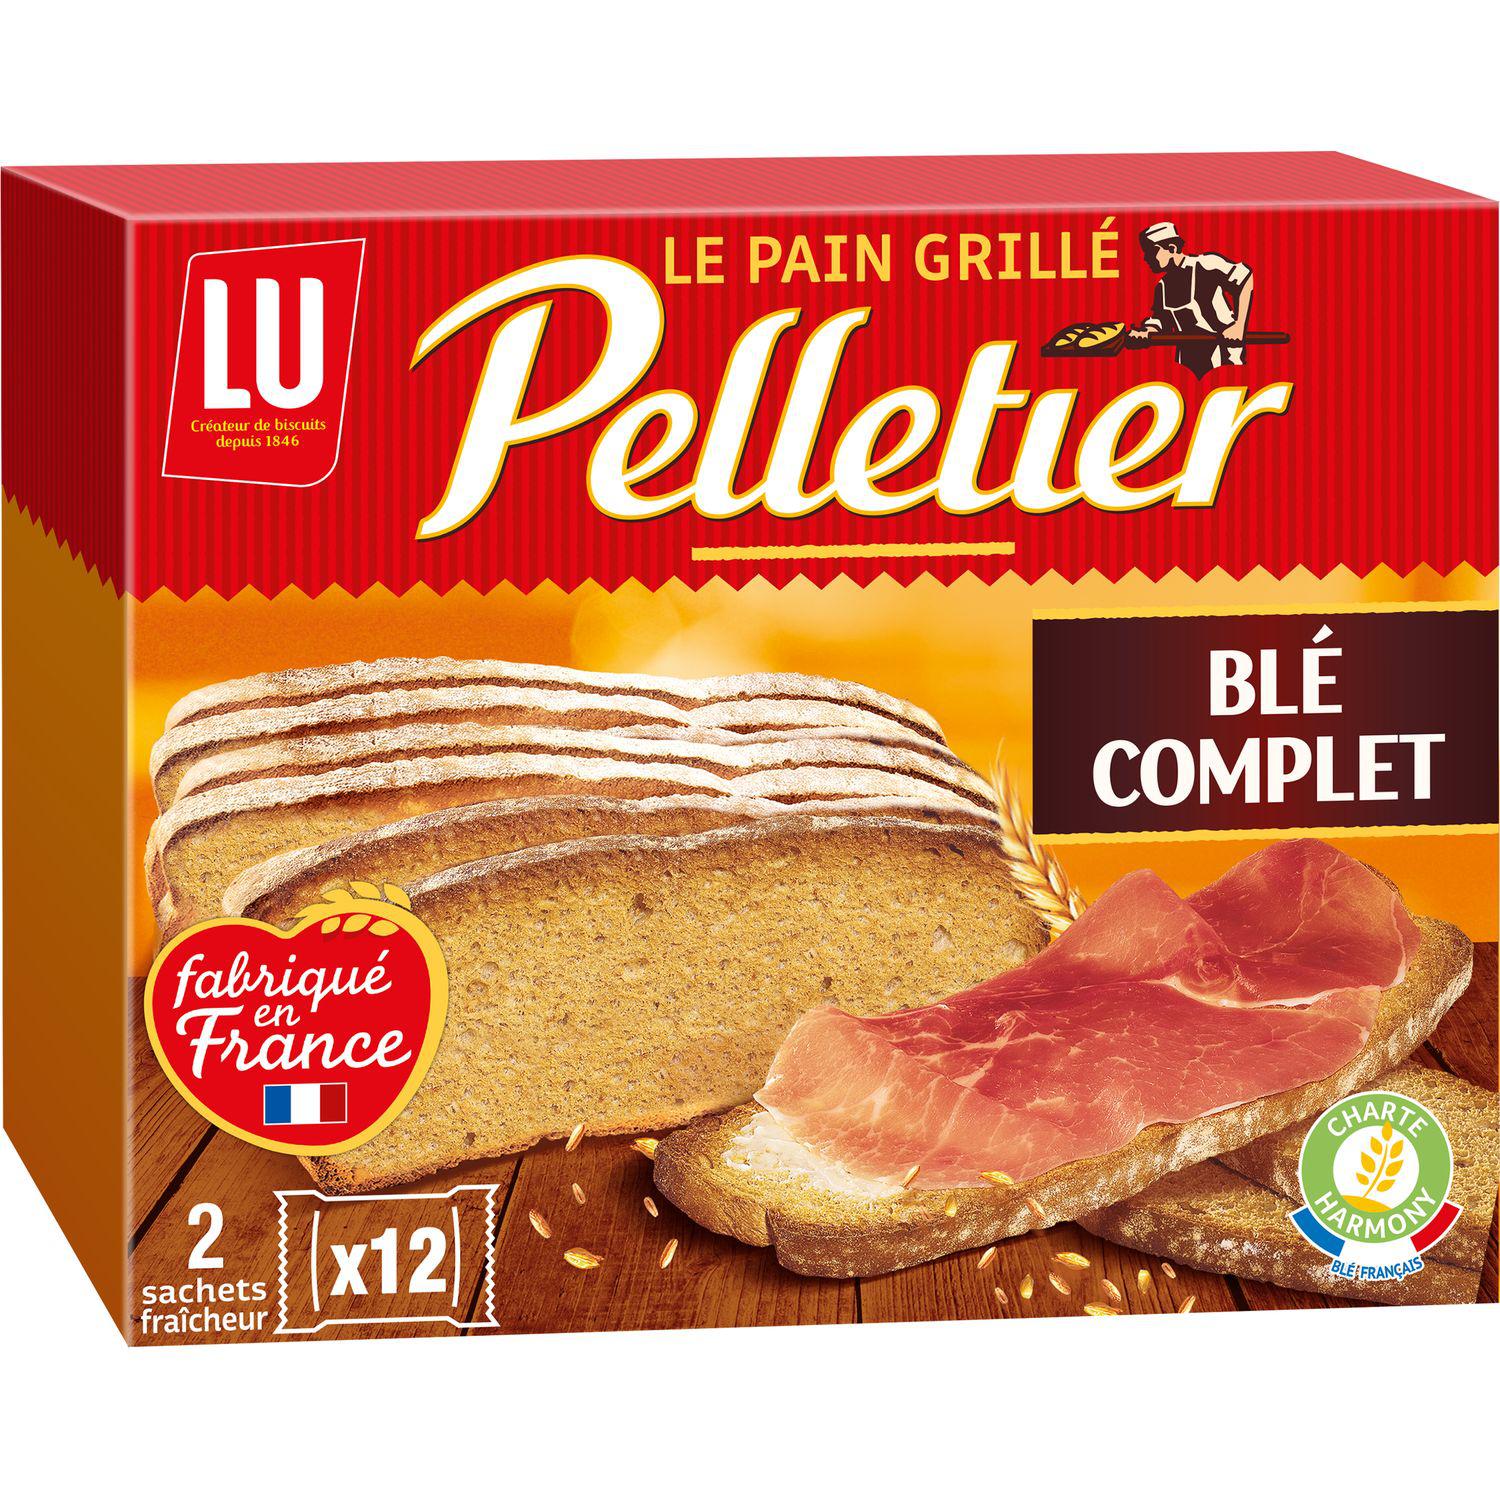 LE PAIN GRILLÉ
Pelletier
LU
Créateur de biscuits
depuis 1846
BLÉ
COMPLET
fabriqué
en
France
2
sachets
fraîcheur
(x12)
CHARTE
HARMONY
BLÉ FRANÇAIS